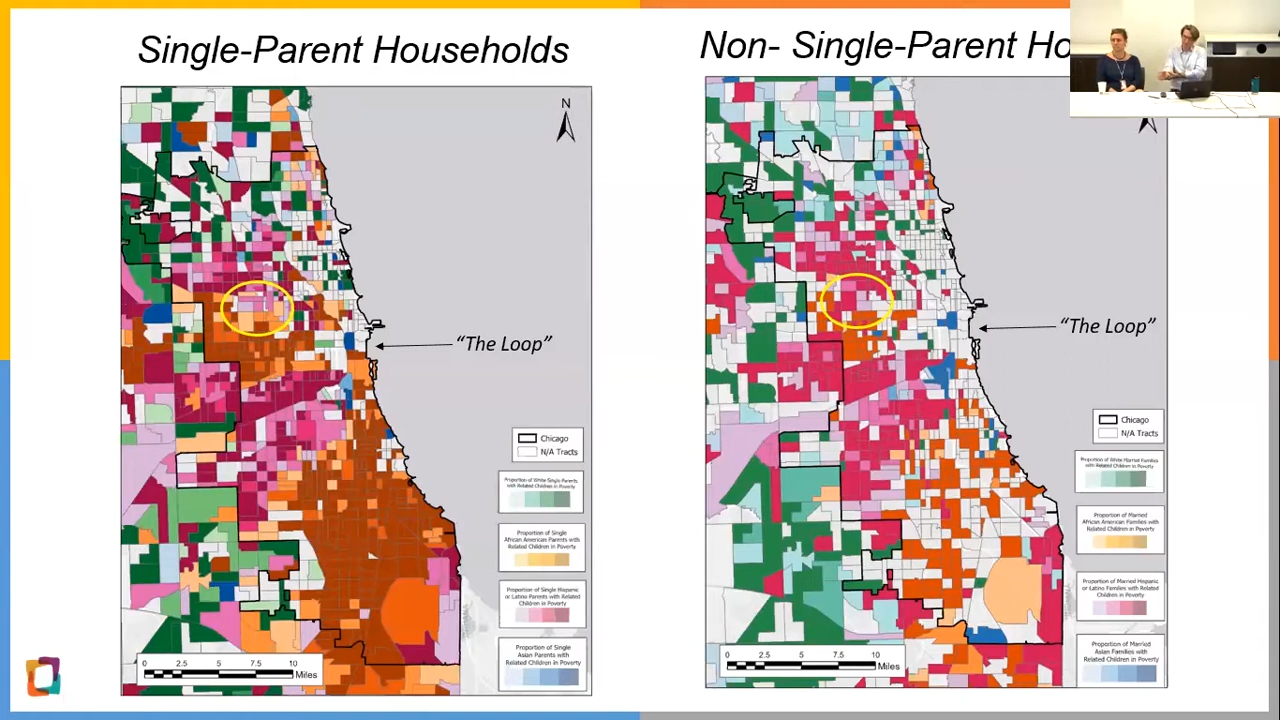 Single-Parent Households
Non- Single-Parent Ho
N
"The Loop"
Chicago
N/A Tracts
Proportion of White Single Parents
with Related Children in Poverty
Proportion of Single
African American Parents with
Related Children in Poverty
Proportion of Single Hispanic
or Latino Parents with Related
Children in Poverty
Proportion of Single
Asian Parents with
Related Children in Poverty
0 2.5 5 7.5 10
Miles
"The Loop"
Chicago
N/A Tracts
Proportion of White Married Families
with Related Children in Poverty
Proportion of Married
African American Families with
Related Children in Poverty
Proportion of Married Hispanic
or Latino Families with Related
Children in Poverty
Proportion of Married
Asian Families with
Related Children in Poverty
0 2.5 5 7.5 10
Miles